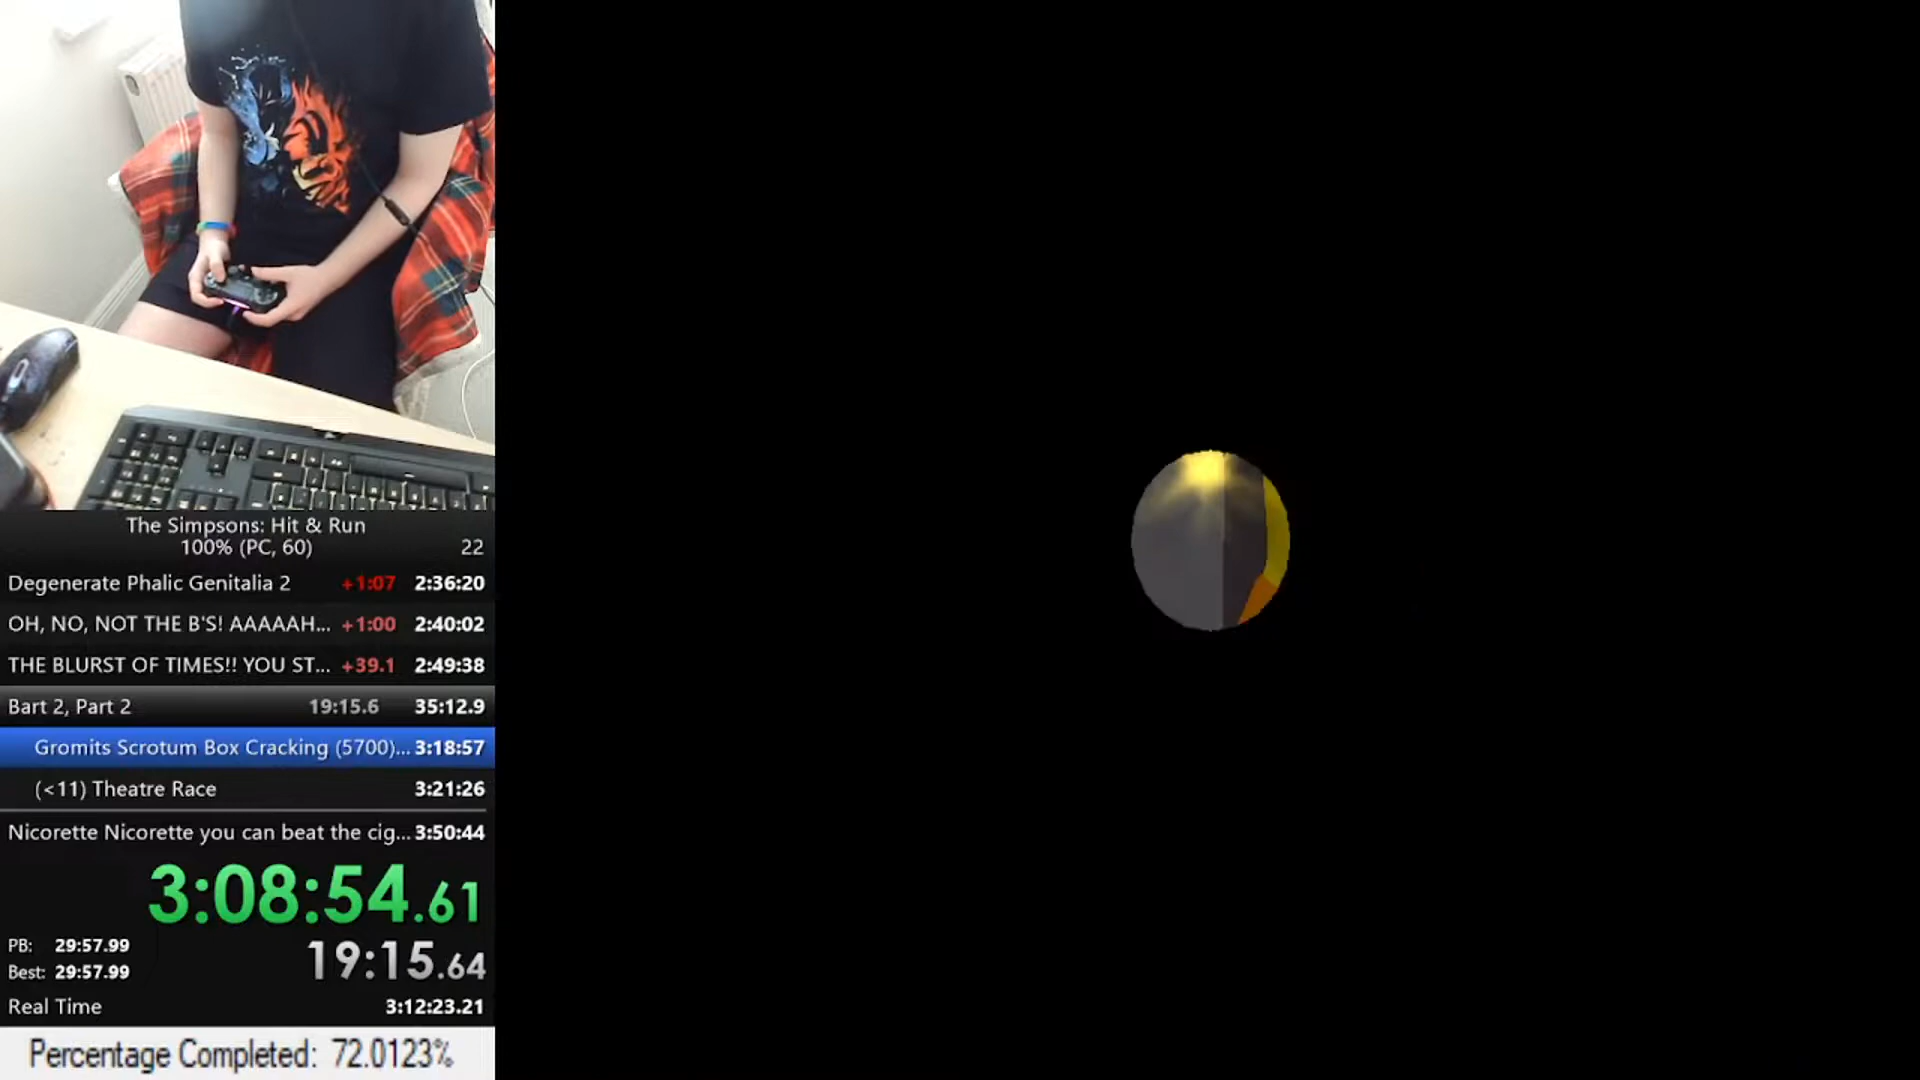 The Simpsons: Hit & Run
100% (PC, 60) 22
Degenerate Phalic Genitalia 2 +1:07 2:36:20
OH, NO, NOT THE B'S! AAAAAH... +1:00 2:40:02
THE BLURST OF TIMES!! YOU ST... +39.1 2:49:38
Bart 2, Part 2 19:15.6 35:12.9
Gromits Scrotum Box Cracking (5700)... 3:18:57
(<11) Theatre Race 3:21:26
Nicorette Nicorette you can beat the cig... 3:50:44
3:08:54.61
PB: 29:57.99
19:15.64
Best: 29:57.99
Real Time 3:12:23.21
Percentage Completed: 72.0123%